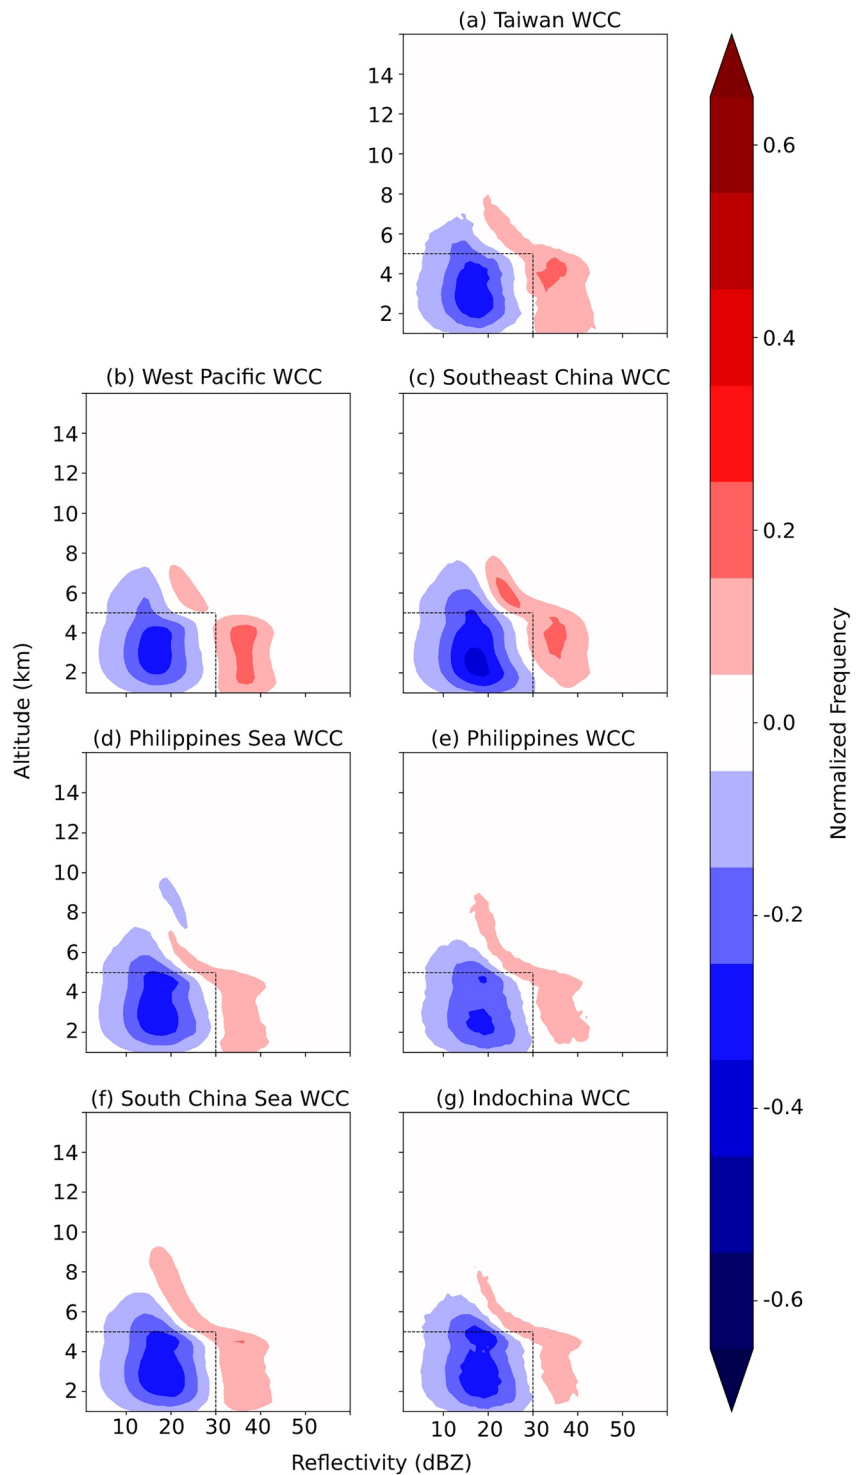 (a) Taiwan WCC
14
12
10
8
6
4
2
(b) West Pacific WCC
(c) Southeast China WCC
14
12
10
8
6
4
2
(d) Philippines Sea WCC
(e) Philippines WCC
14
12
10
8
6
4
2
(f) South China Sea WCC
(g) Indochina WCC
14
12
10
8
6
4
2
10 20 30 40 50
10 20 30 40 50
Altitude (km)
Reflectivity (dBZ)
0.6
0.4
0.2
0.0
-0.2
-0.4
-0.6
Normalized Frequency